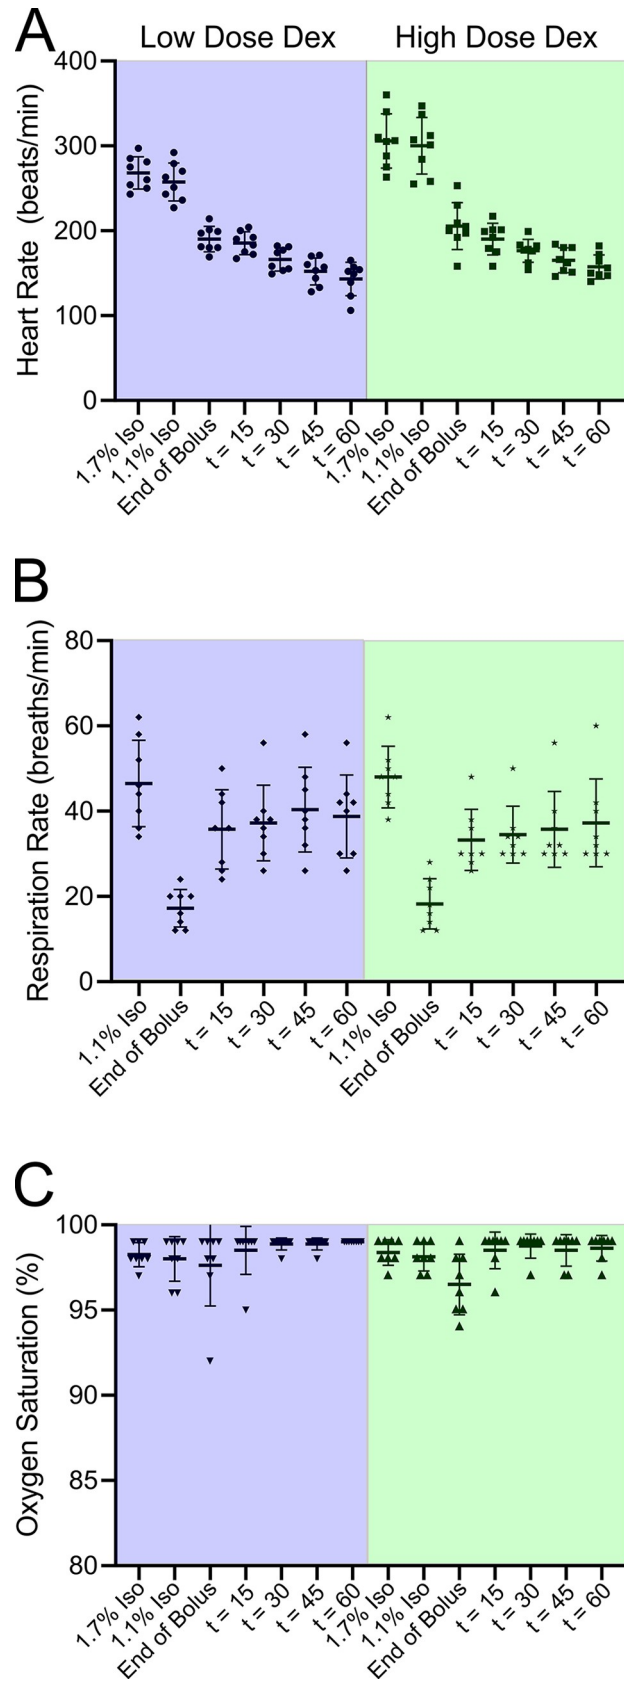 A
Low Dose Dex
High Dose Dex
Heart Rate (beats/min)
400
300
200
100
0
1.7% Iso
1.1% Iso
End of Bolus
t = 15
t = 30
t = 45
t = 60
1.7% Iso
1.1% Iso
End of Bolus
t = 15
t = 30
t = 45
t = 60
B
Respiration Rate (breaths/min)
80
60
40
20
0
1.1% Iso
End of Bolus
t = 15
t = 30
t = 45
t = 60
1.1% Iso
End of Bolus
t = 15
t = 30
t = 45
t = 60
C
Oxygen Saturation (%)
100
95
90
85
80
1.7% Iso
1.1% Iso
End of Bolus
t = 15
t = 30
t = 45
t = 60
1.7% Iso
1.1% Iso
End of Bolus
t = 15
t = 30
t = 45
t = 60